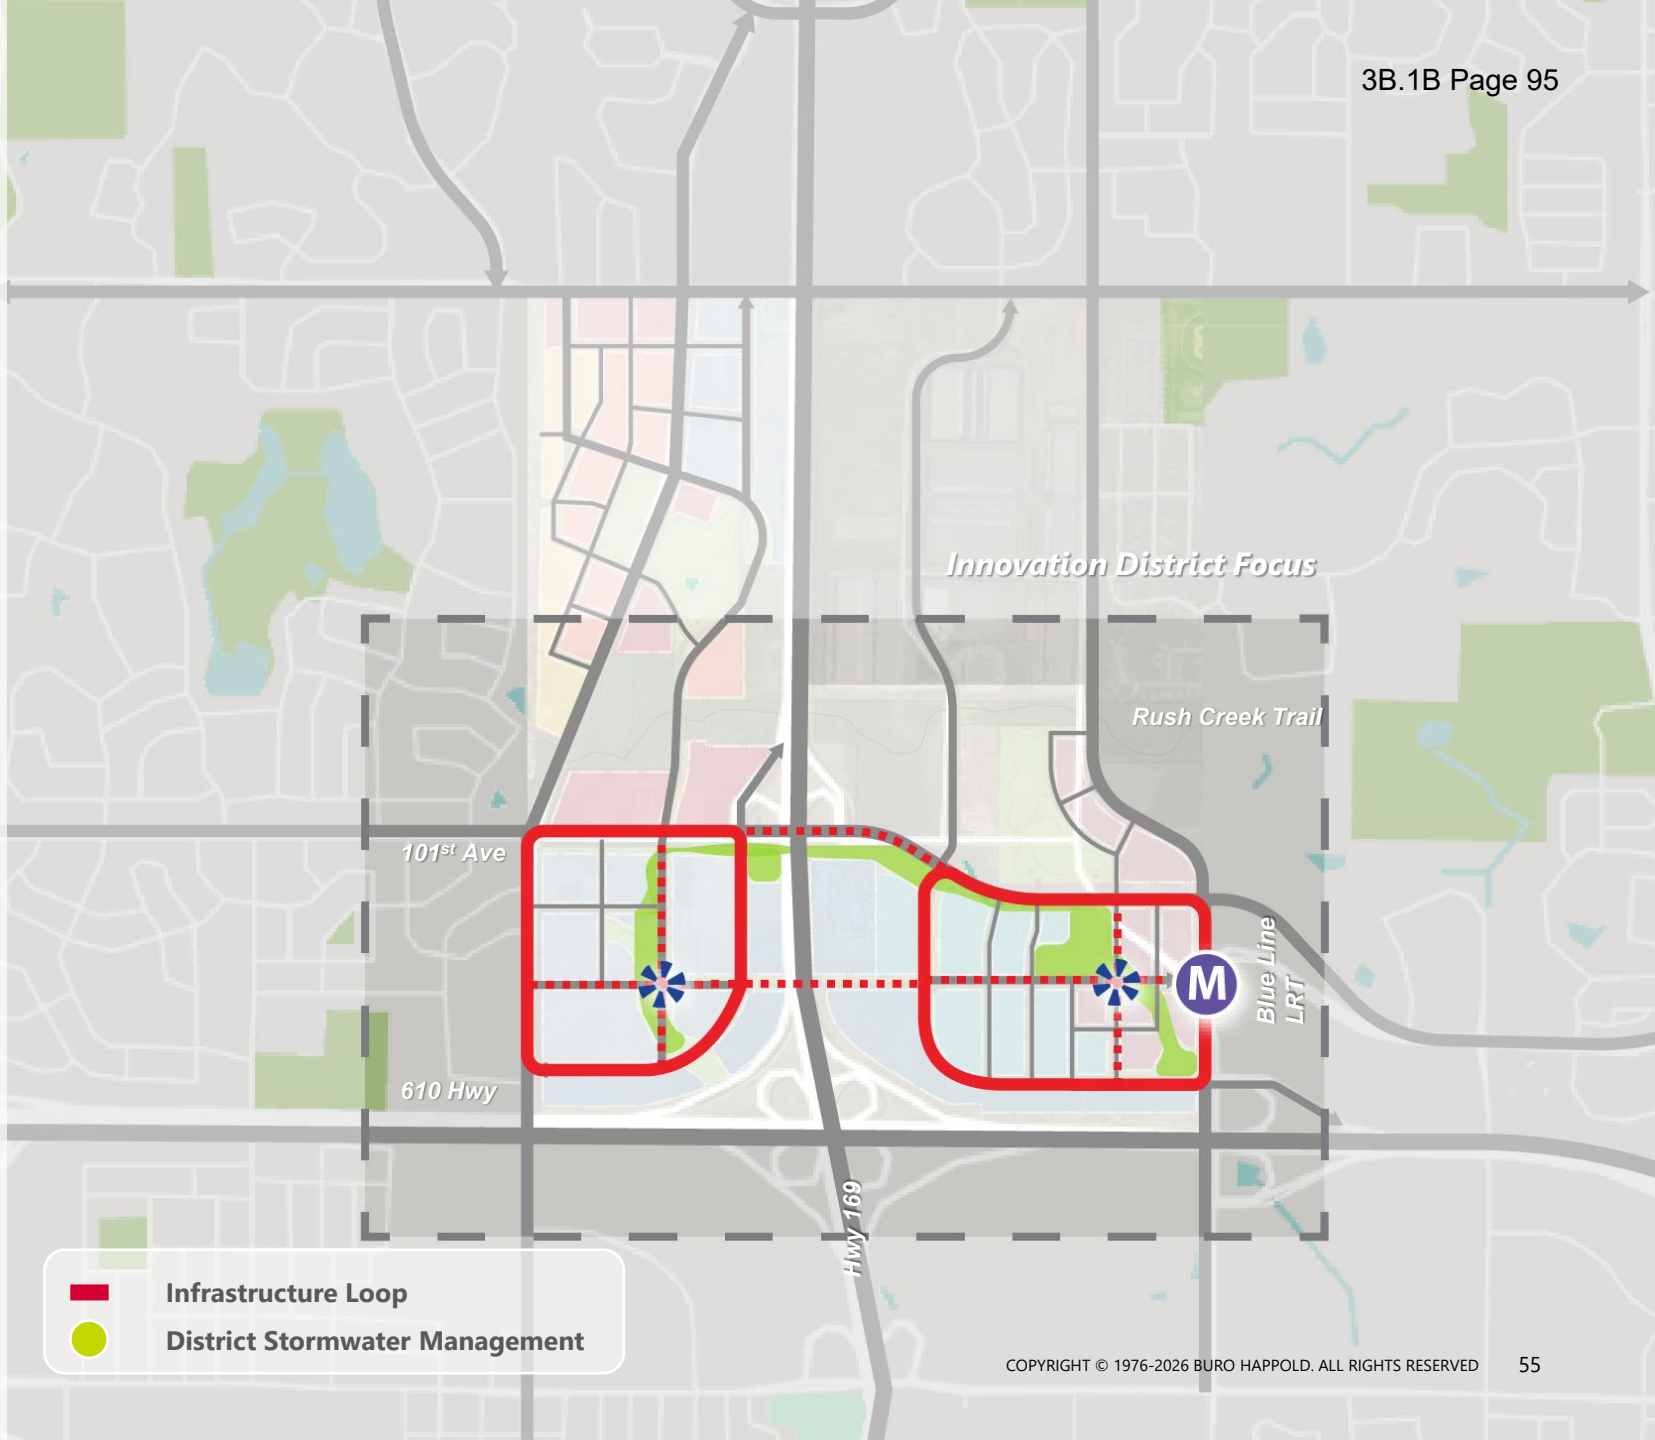 3B.1B Page 95
Innovation District Focus
Rush Creek Trail
101st Ave
Blue Line
LRT
M
610 Hwy
Hwy 169
Infrastructure Loop
District Stormwater Management
COPYRIGHT © 1976-2026 BURO HAPPOLD. ALL RIGHTS RESERVED 55